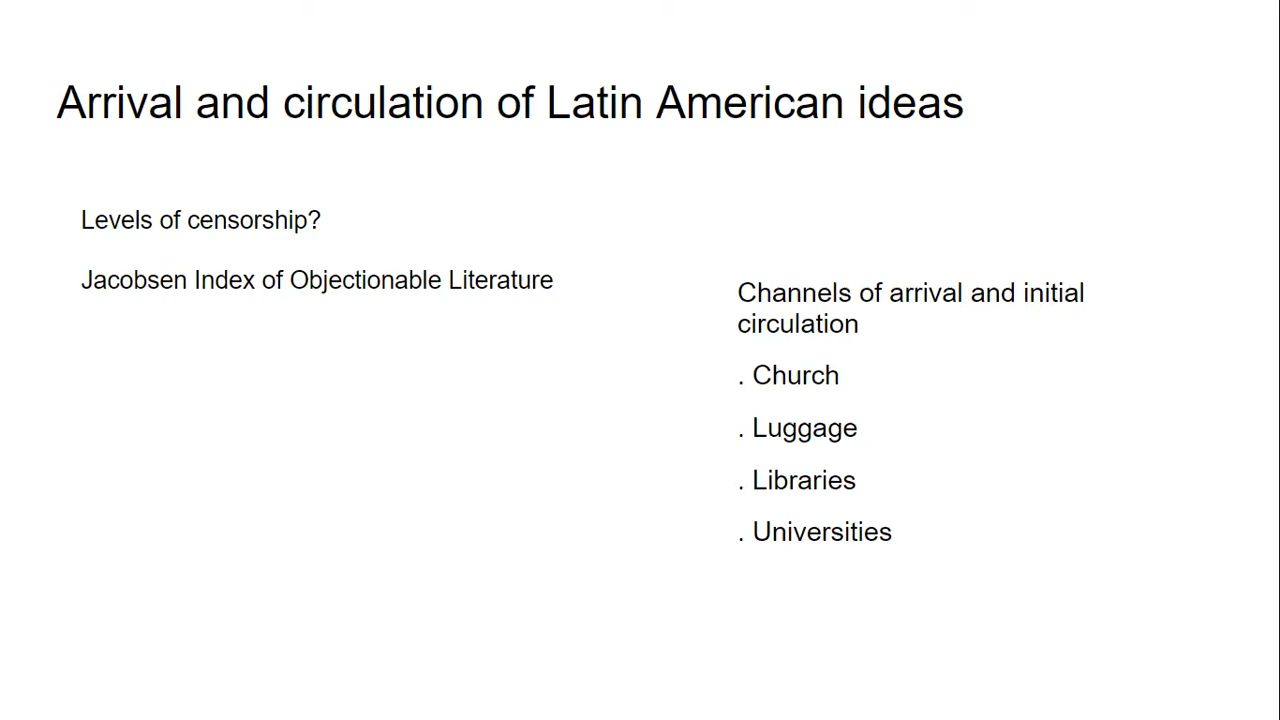 Arrival and circulation of Latin American ideas
Levels of censorship?
Jacobsen Index of Objectionable Literature
Channels of arrival and initial
circulation
. Church
. Luggage
. Libraries
. Universities